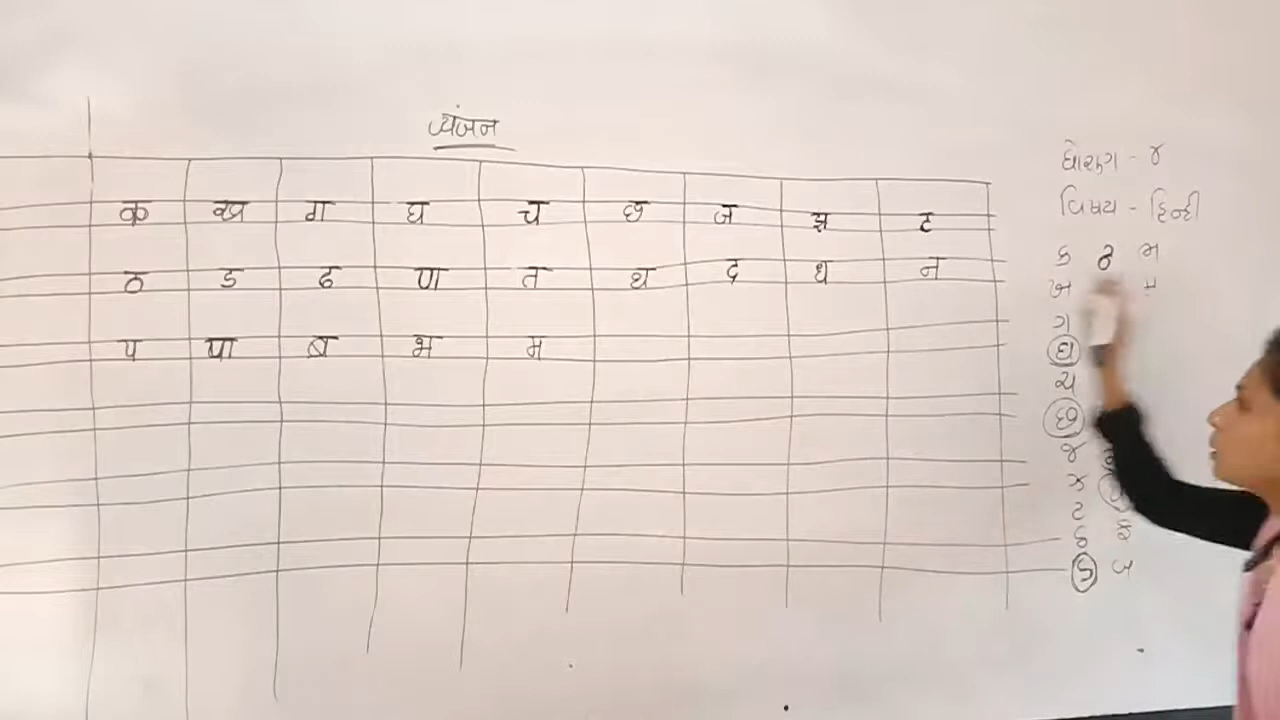 व्यंजन
क ख ग घ च छ ज झ ट
ठ ड ढ ण त थ द ध न
प फ ब भ म
ધોરણ - ૪
વિષય - हिन्दी
ક ઢ ભ
ખ મ
ગ
ઘ
ચ
છ
જ
ઝ
ટ
ઠ ફ
ડ બ